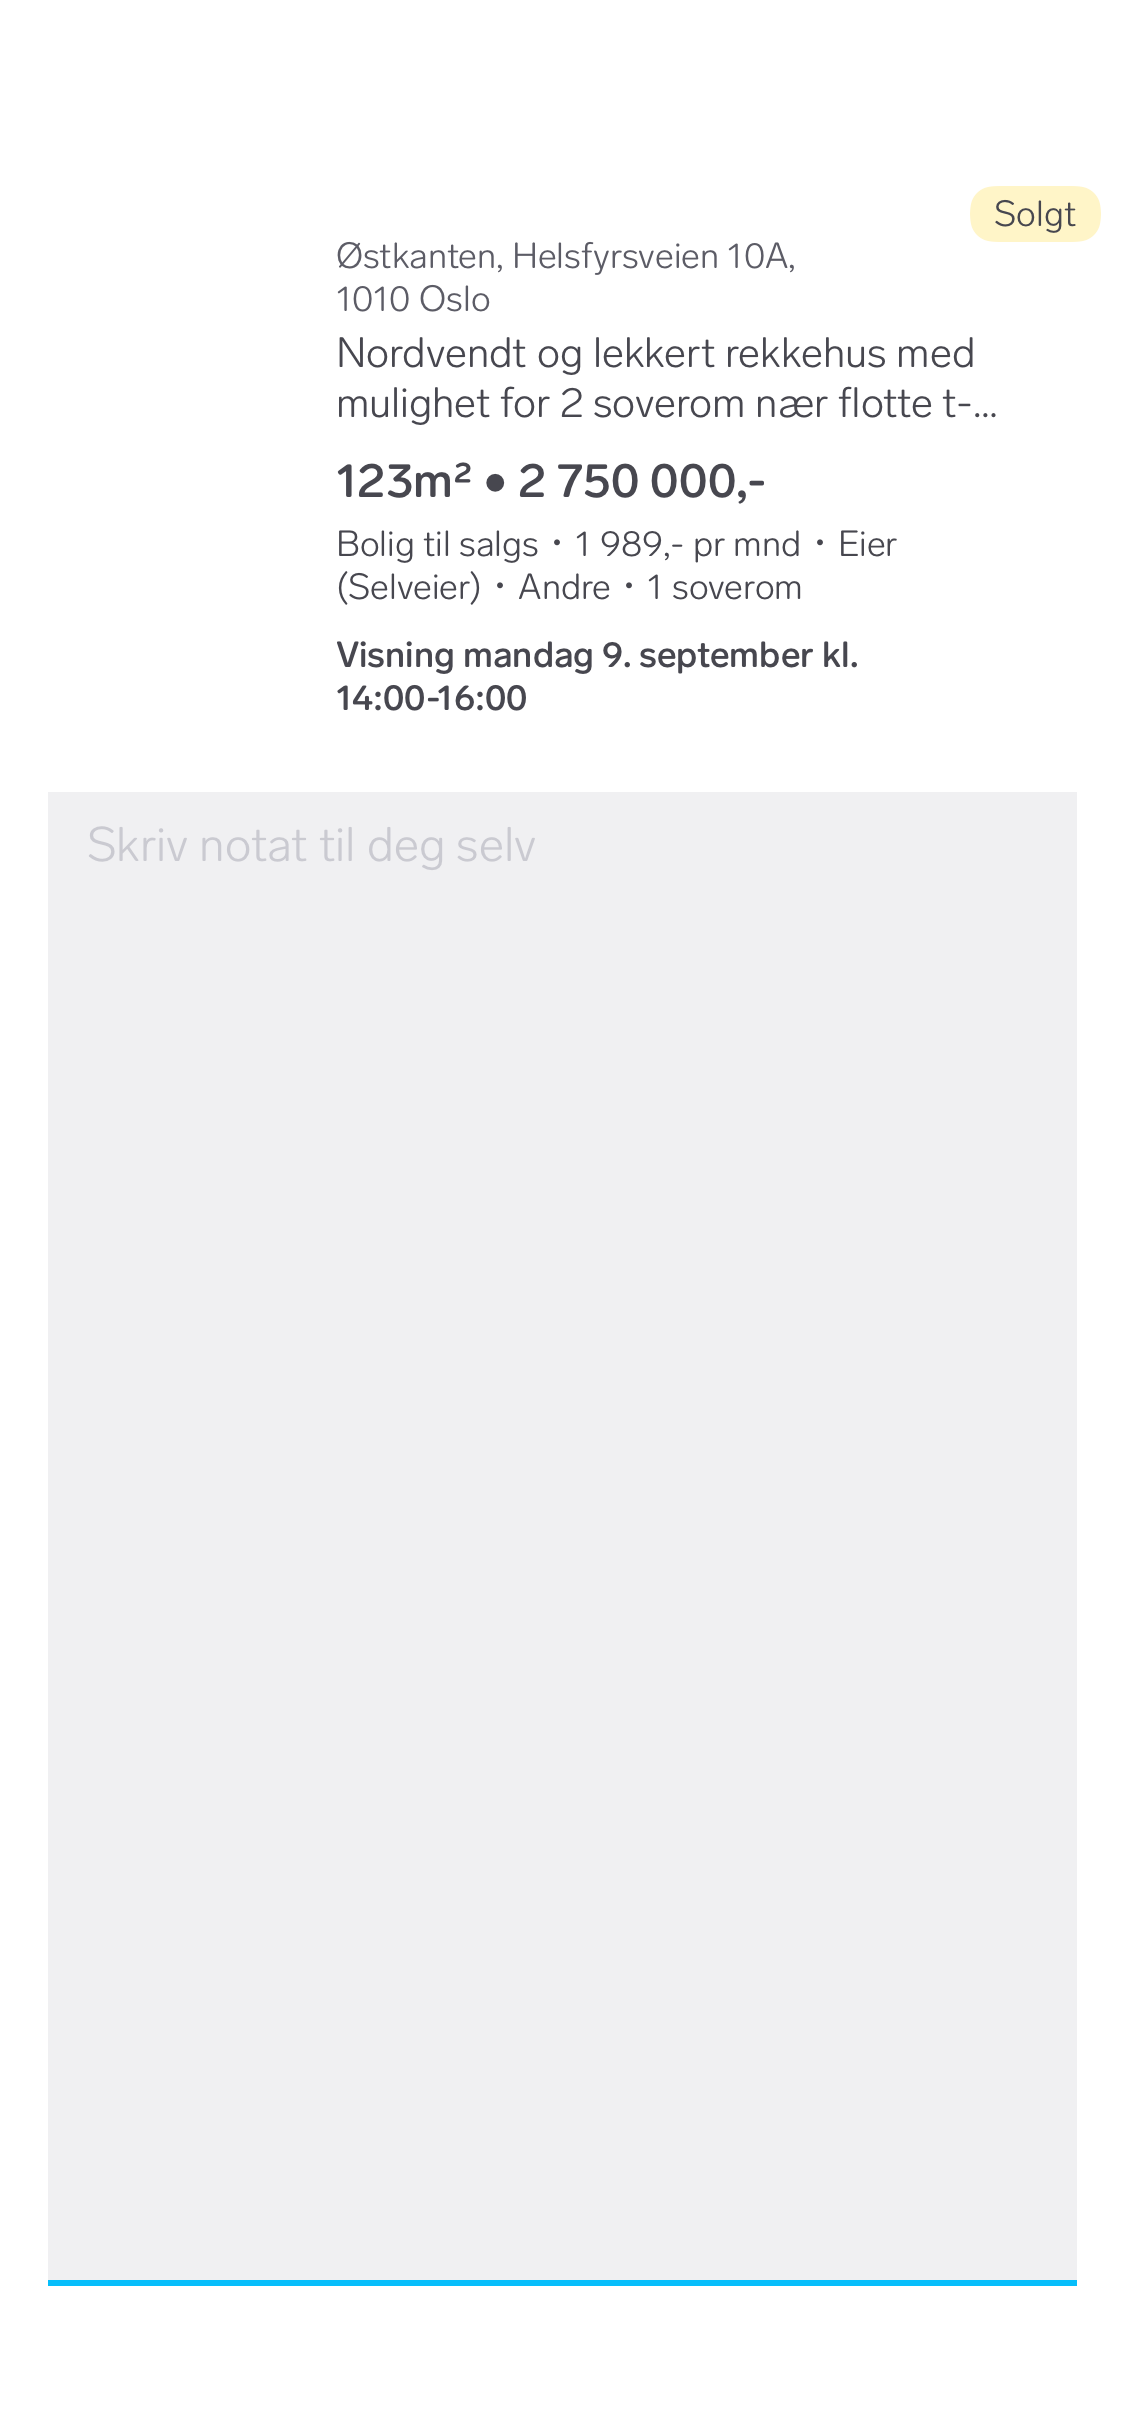 Solgt
Østkanten, Helsfyrsveien 10A,
1010 Oslo
Nordvendt og lekkert rekkehus med
mulighet for 2 soverom nær flotte t-...
123m² • 2 750 000,-
Bolig til salgs • 1 989,- pr mnd • Eier
(Selveier) • Andre • 1 soverom
Visning mandag 9. september kl.
14:00-16:00
Skriv notat til deg selv